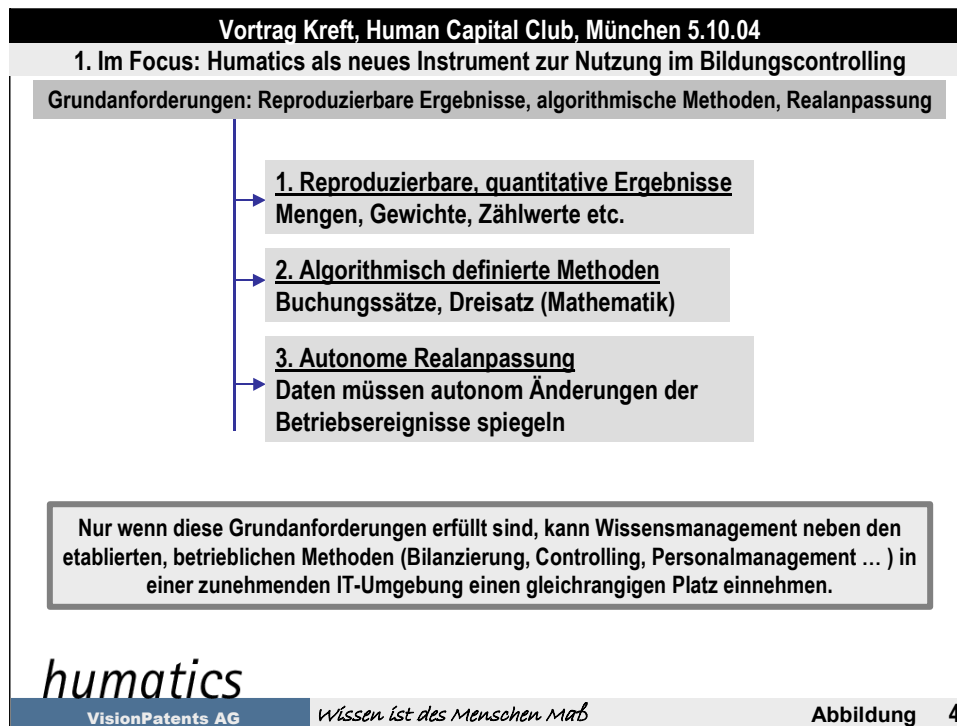 Vortrag Kreft, Human Capital Club, München 5.10.04
1. Im Focus: Humatics als neues Instrument zur Nutzung im Bildungscontrolling
Grundanforderungen: Reproduzierbare Ergebnisse, algorithmische Methoden, Realanpassung
1. Reproduzierbare, quantitative Ergebnisse
Mengen, Gewichte, Zählwerte etc.
2. Algorithmisch definierte Methoden
Buchungssätze, Dreisatz (Mathematik)
3. Autonome Realanpassung
Daten müssen autonom Änderungen der
Betriebsereignisse spiegeln
Nur wenn diese Grundanforderungen erfüllt sind, kann Wissensmanagement neben den
etablierten, betrieblichen Methoden (Bilanzierung, Controlling, Personalmanagement … ) in
einer zunehmenden IT-Umgebung einen gleichrangigen Platz einnehmen.
humatics
VisionPatents AG
Wissen ist des Menschen Maß
Abbildung 4